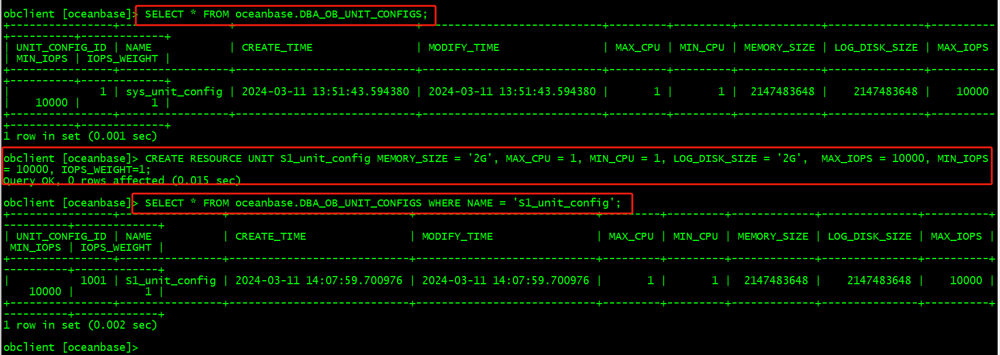 obclient [oceanbase]> SELECT * FROM oceanbase.DBA_OB_UNIT_CONFIGS;
+----------------+-----------------+----------------------------+----------------------------+---------+---------+-------------+---------------+----------
+----------+-------------+
| UNIT_CONFIG_ID | NAME            | CREATE_TIME                | MODIFY_TIME                | MAX_CPU | MIN_CPU | MEMORY_SIZE | LOG_DISK_SIZE | MAX_IOPS
| MIN_IOPS | IOPS_WEIGHT |
+----------------+-----------------+----------------------------+----------------------------+---------+---------+-------------+---------------+----------
+----------+-------------+
|              1 | sys_unit_config | 2024-03-11 13:51:43.594380 | 2024-03-11 13:51:43.594380 |       1 |       1 |  2147483648 |    2147483648 |    10000
|    10000 |           1 |
+----------------+-----------------+----------------------------+----------------------------+---------+---------+-------------+---------------+----------
+----------+-------------+
1 row in set (0.001 sec)
obclient [oceanbase]> CREATE RESOURCE UNIT S1_unit_config MEMORY_SIZE = '2G', MAX_CPU = 1, MIN_CPU = 1, LOG_DISK_SIZE = '2G',  MAX_IOPS = 10000, MIN_IOPS
= 10000, IOPS_WEIGHT=1;
Query OK, 0 rows affected (0.015 sec)
obclient [oceanbase]> SELECT * FROM oceanbase.DBA_OB_UNIT_CONFIGS WHERE NAME = 'S1_unit_config';
+----------------+----------------+----------------------------+----------------------------+---------+---------+-------------+---------------+----------+
----------+-------------+
| UNIT_CONFIG_ID | NAME           | CREATE_TIME                | MODIFY_TIME                | MAX_CPU | MIN_CPU | MEMORY_SIZE | LOG_DISK_SIZE | MAX_IOPS |
 MIN_IOPS | IOPS_WEIGHT |
+----------------+----------------+----------------------------+----------------------------+---------+---------+-------------+---------------+----------+
----------+-------------+
|           1001 | S1_unit_config | 2024-03-11 14:07:59.700976 | 2024-03-11 14:07:59.700976 |       1 |       1 |  2147483648 |    2147483648 |    10000 |
    10000 |           1 |
+----------------+----------------+----------------------------+----------------------------+---------+---------+-------------+---------------+----------+
----------+-------------+
1 row in set (0.002 sec)
obclient [oceanbase]>